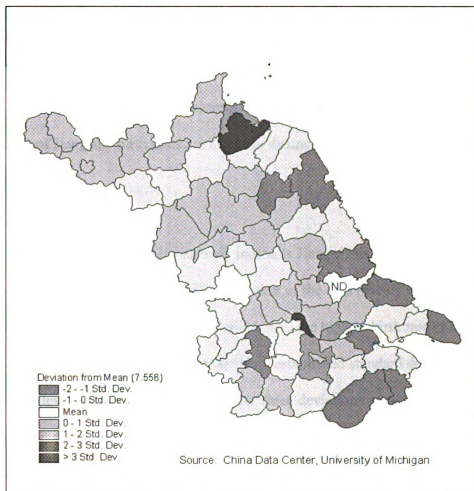 ND
Deviation from Mean (7.556)
-2 - -1 Std. Dev.
-1 - 0 Std. Dev.
Mean
0 - 1 Std. Dev.
1 - 2 Std. Dev.
2 - 3 Std. Dev.
> 3 Std. Dev.
Source: China Data Center, University of Michigan